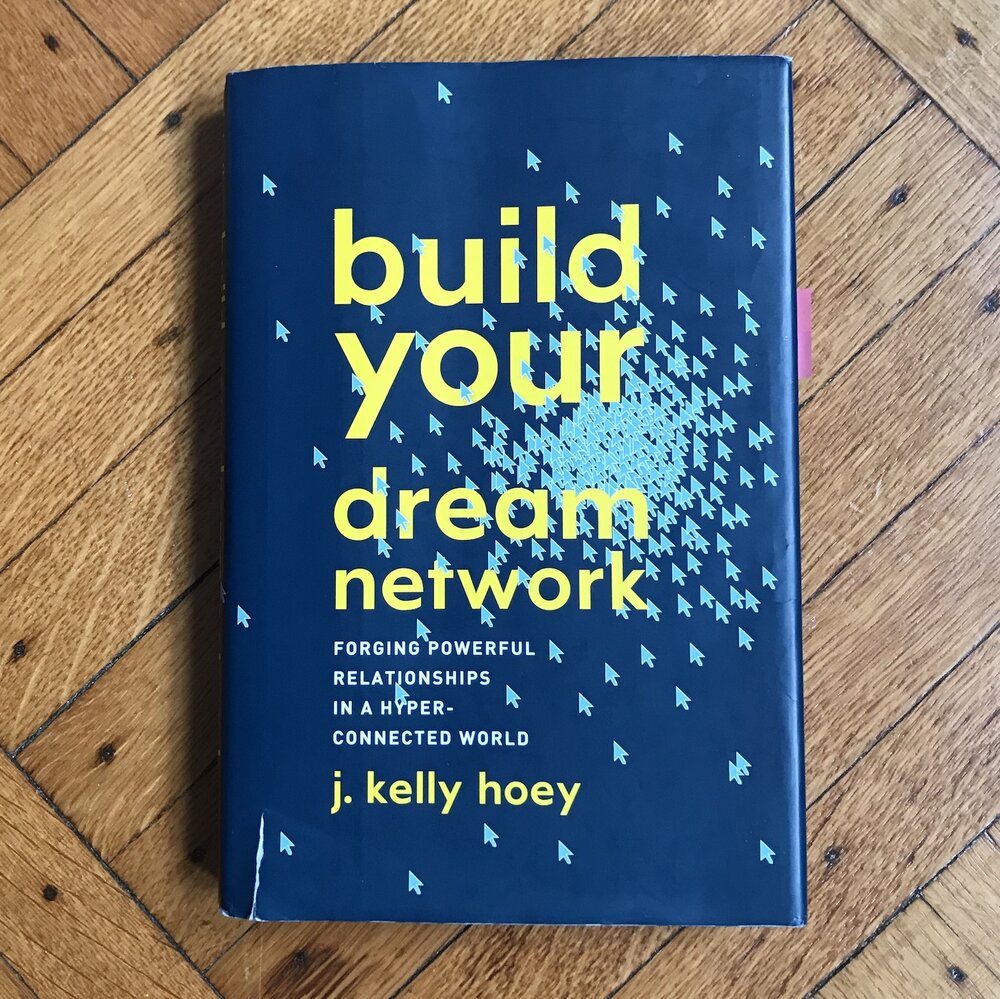 build
your
dream
network
FORGING POWERFUL
RELATIONSHIPS
IN A HYPER-
CONNECTED WORLD
j. kelly hoey